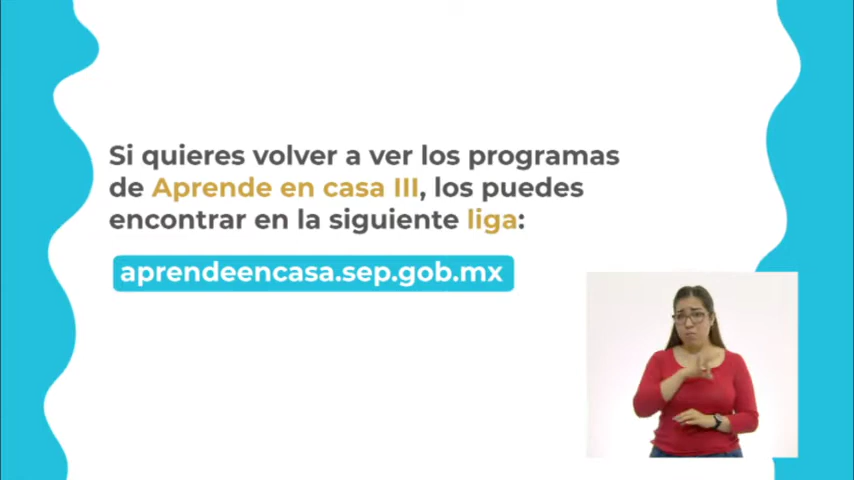 Si quieres volver a ver los programas
de Aprende en casa III, los puedes
encontrar en la siguiente liga:
aprendeencasa.sep.gob.mx